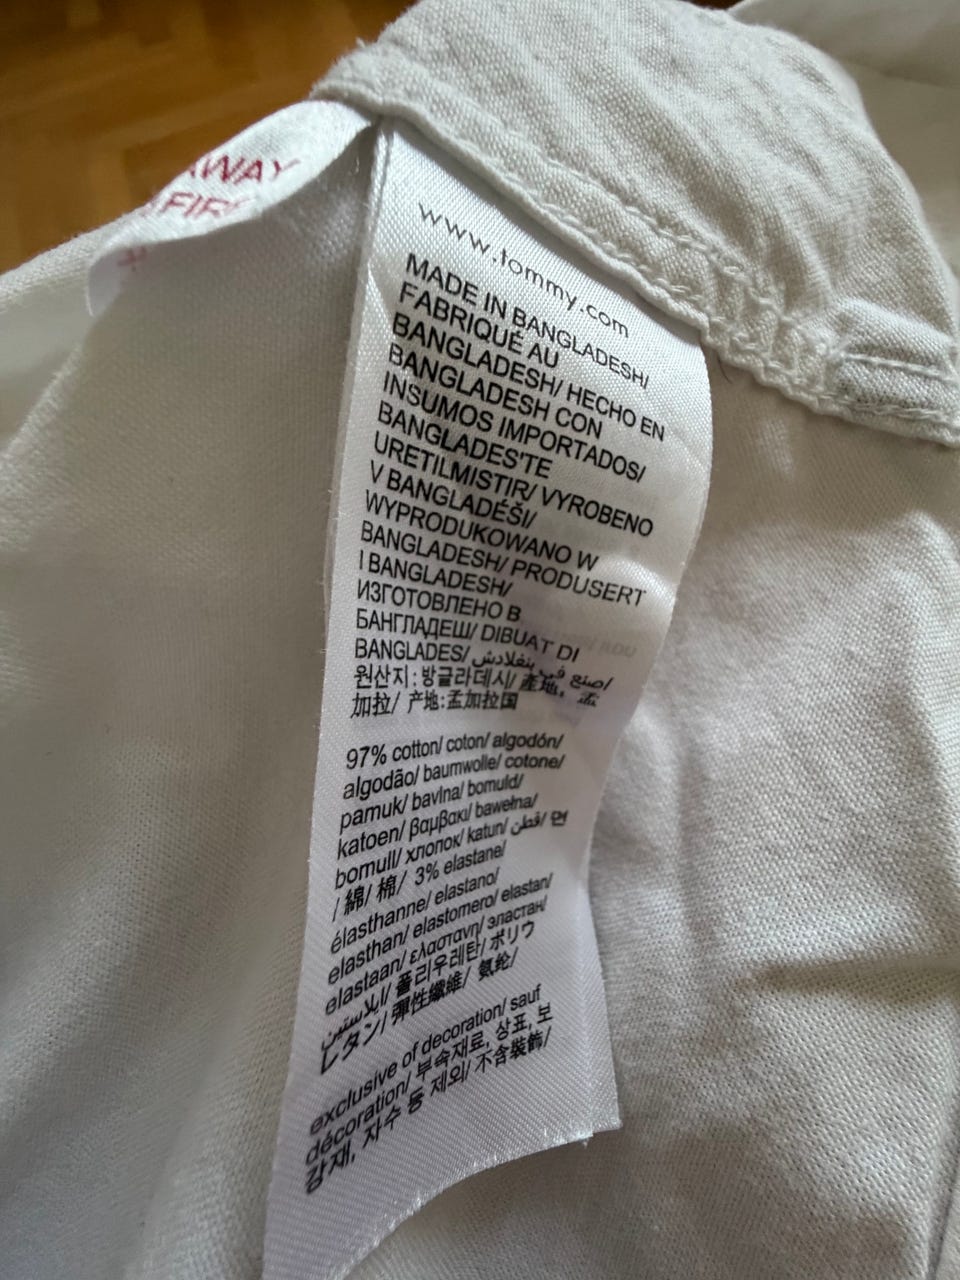 AWAY
FIRE
www.tommy.com
MADE IN BANGLADESH/
FABRIQUÉ AU
BANGLADESH/ HECHO EN
BANGLADESH CON
INSUMOS IMPORTADOS/
BANGLADES'TE
URETILMISTIR/ VYROBENO
V BANGLADÉŠI/
WYPRODUKOWANO W
BANGLADESH/ PRODUSERT
I BANGLADESH/
ИЗГОТОВЛЕНО В
БАНГЛАДЕШ/ DIBUAT DI
BANGLADES/ صنع في بنغلادش/
원산지: 방글라데시/ 產地, 孟
加拉/ 产地:孟加拉国
97% cotton/ coton/ algodón/
algodão/ baumwolle/ cotone/
pamuk/ bavlna/ bomuld/
katoen/ βαμβακι/ bawełna/
bomull/ хлопок/ katun/ قطن/ 면
/ 綿/ 棉/ 3% elastane/
élasthanne/ elastano/
elasthan/ elastomero/ elastan/
elastaan/ ελαστανη/ эластан/
ايلاستين/ 폴리우레탄/ ポリウ
レタン/ 彈性纖維/ 氨纶/
exclusive of decoration/ sauf
décoration/ 부속재료, 상표, 보
강재, 자수 등 제외/ 不含裝飾/